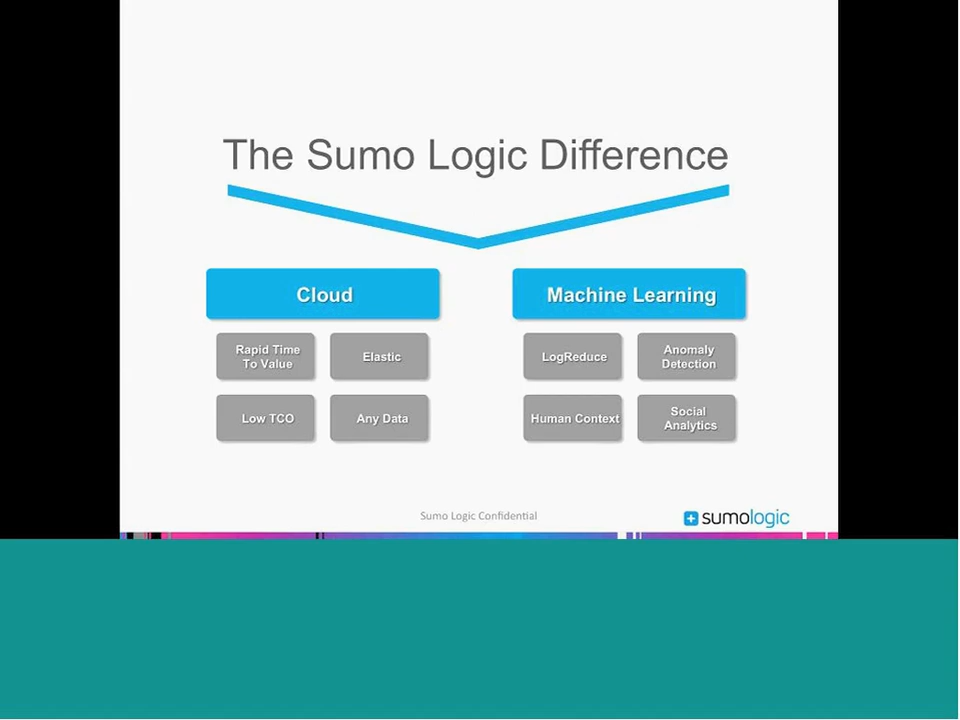 The Sumo Logic Difference
Cloud
Machine Learning
Rapid Time
To Value
Elastic
LogReduce
Anomaly
Detection
Low TCO
Any Data
Human Context
Social
Analytics
Sumo Logic Confidential
sumologic